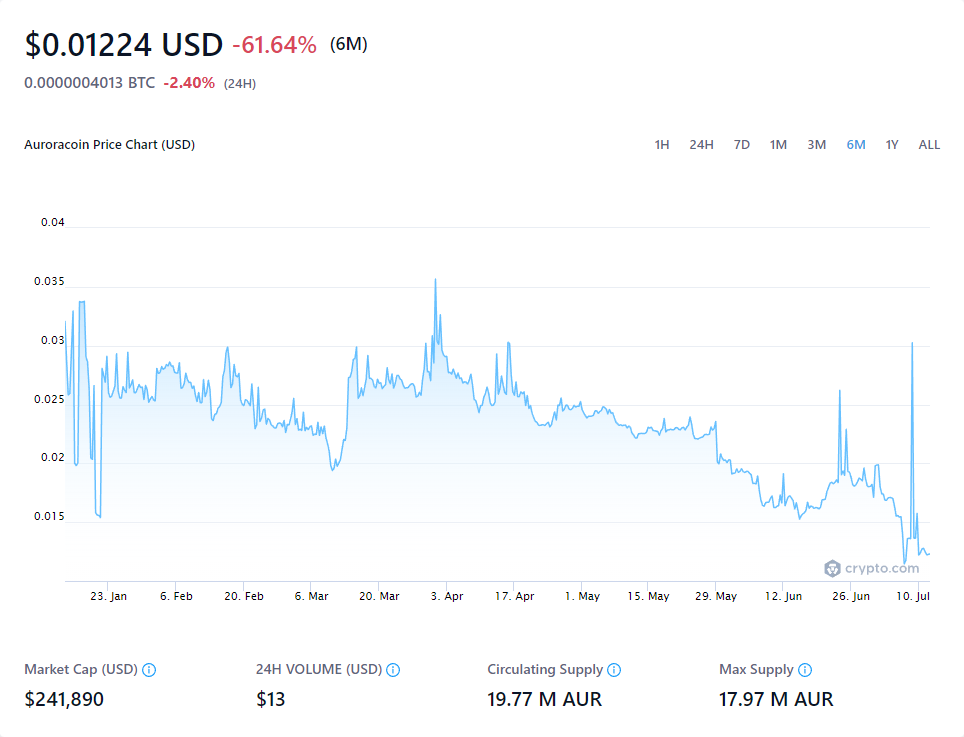 $0.01224 USD -61.64% (6M)
0.0000004013 BTC -2.40% (24H)
Auroracoin Price Chart (USD) 1H 24H 7D 1M 3M 6M 1Y ALL
0.04
0.035
0.03
0.025
0.02
0.015
crypto.com
23. Jan 6. Feb 20. Feb 6. Mar 20. Mar 3. Apr 17. Apr 1. May 15. May 29. May 12. Jun 26. Jun 10. Jul
Market Cap (USD) 24H VOLUME (USD) Circulating Supply Max Supply
$241,890 $13 19.77 M AUR 17.97 M AUR